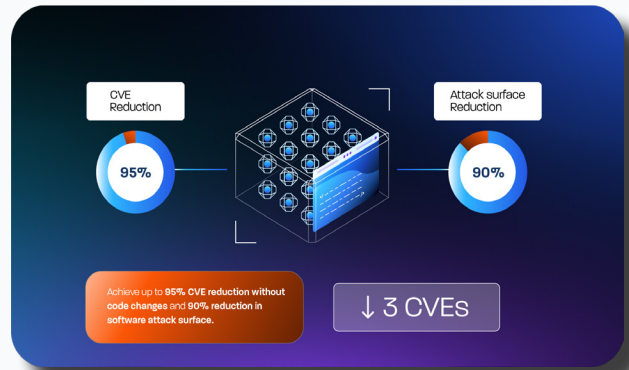 CVE
Reduction
Attack surface
Reduction
95%
90%
Achieve up to 95% CVE reduction without
code changes and 90% reduction in
software attack surface.
↓ 3 CVEs